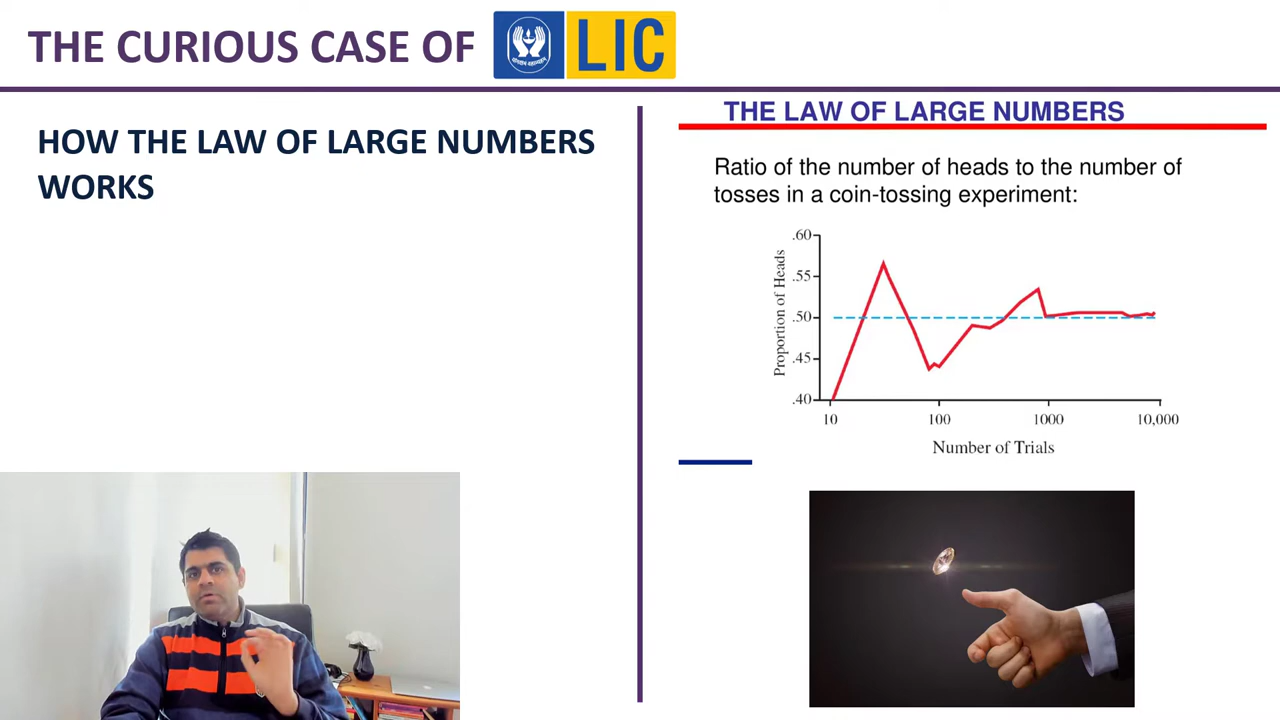 THE CURIOUS CASE OF LIC
HOW THE LAW OF LARGE NUMBERS
WORKS
THE LAW OF LARGE NUMBERS
Ratio of the number of heads to the number of
tosses in a coin-tossing experiment:
Proportion of Heads
.60
.55
.50
.45
.40
10 100 1000 10,000
Number of Trials